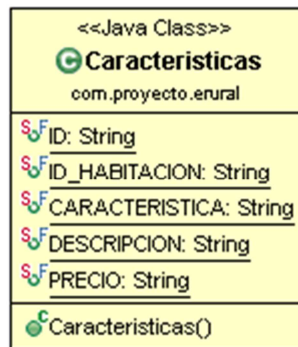 <<Java Class>>
Caracteristicas
com.proyecto.erural
ID: String
ID_HABITACION: String
CARACTERISTICA: String
DESCRIPCION: String
PRECIO: String
Caracteristicas()